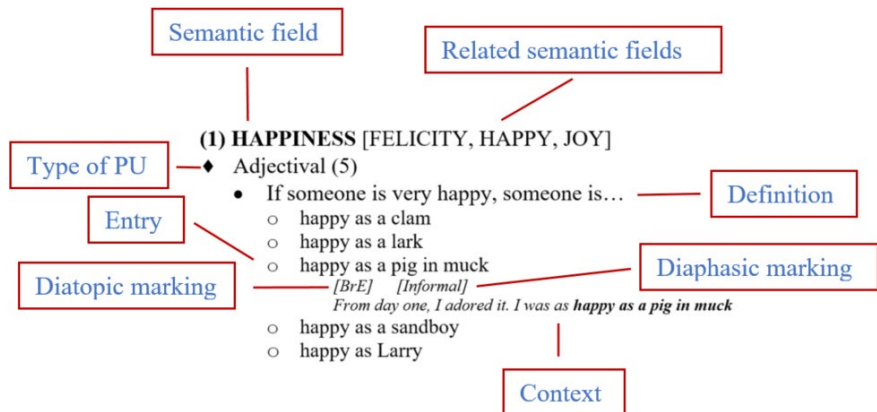 Semantic field
Related semantic fields
(1) HAPPINESS [FELICITY, HAPPY, JOY]
Type of PU
♦ Adjectival (5)
• If someone is very happy, someone is…
Definition
Entry
o happy as a clam
o happy as a lark
o happy as a pig in muck
Diatopic marking
[BrE] [Informal]
Diaphasic marking
From day one, I adored it. I was as happy as a pig in muck
o happy as a sandboy
o happy as Larry
Context